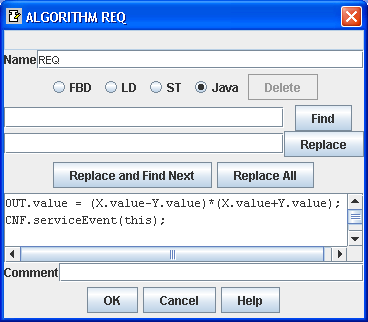 ALGORITHM REQ
Name REQ
FBD LD ST Java Delete
Find
Replace
Replace and Find Next Replace All
OUT.value = (X.value-Y.value)*(X.value+Y.value);
CNF.serviceEvent(this);
Comment
OK Cancel Help